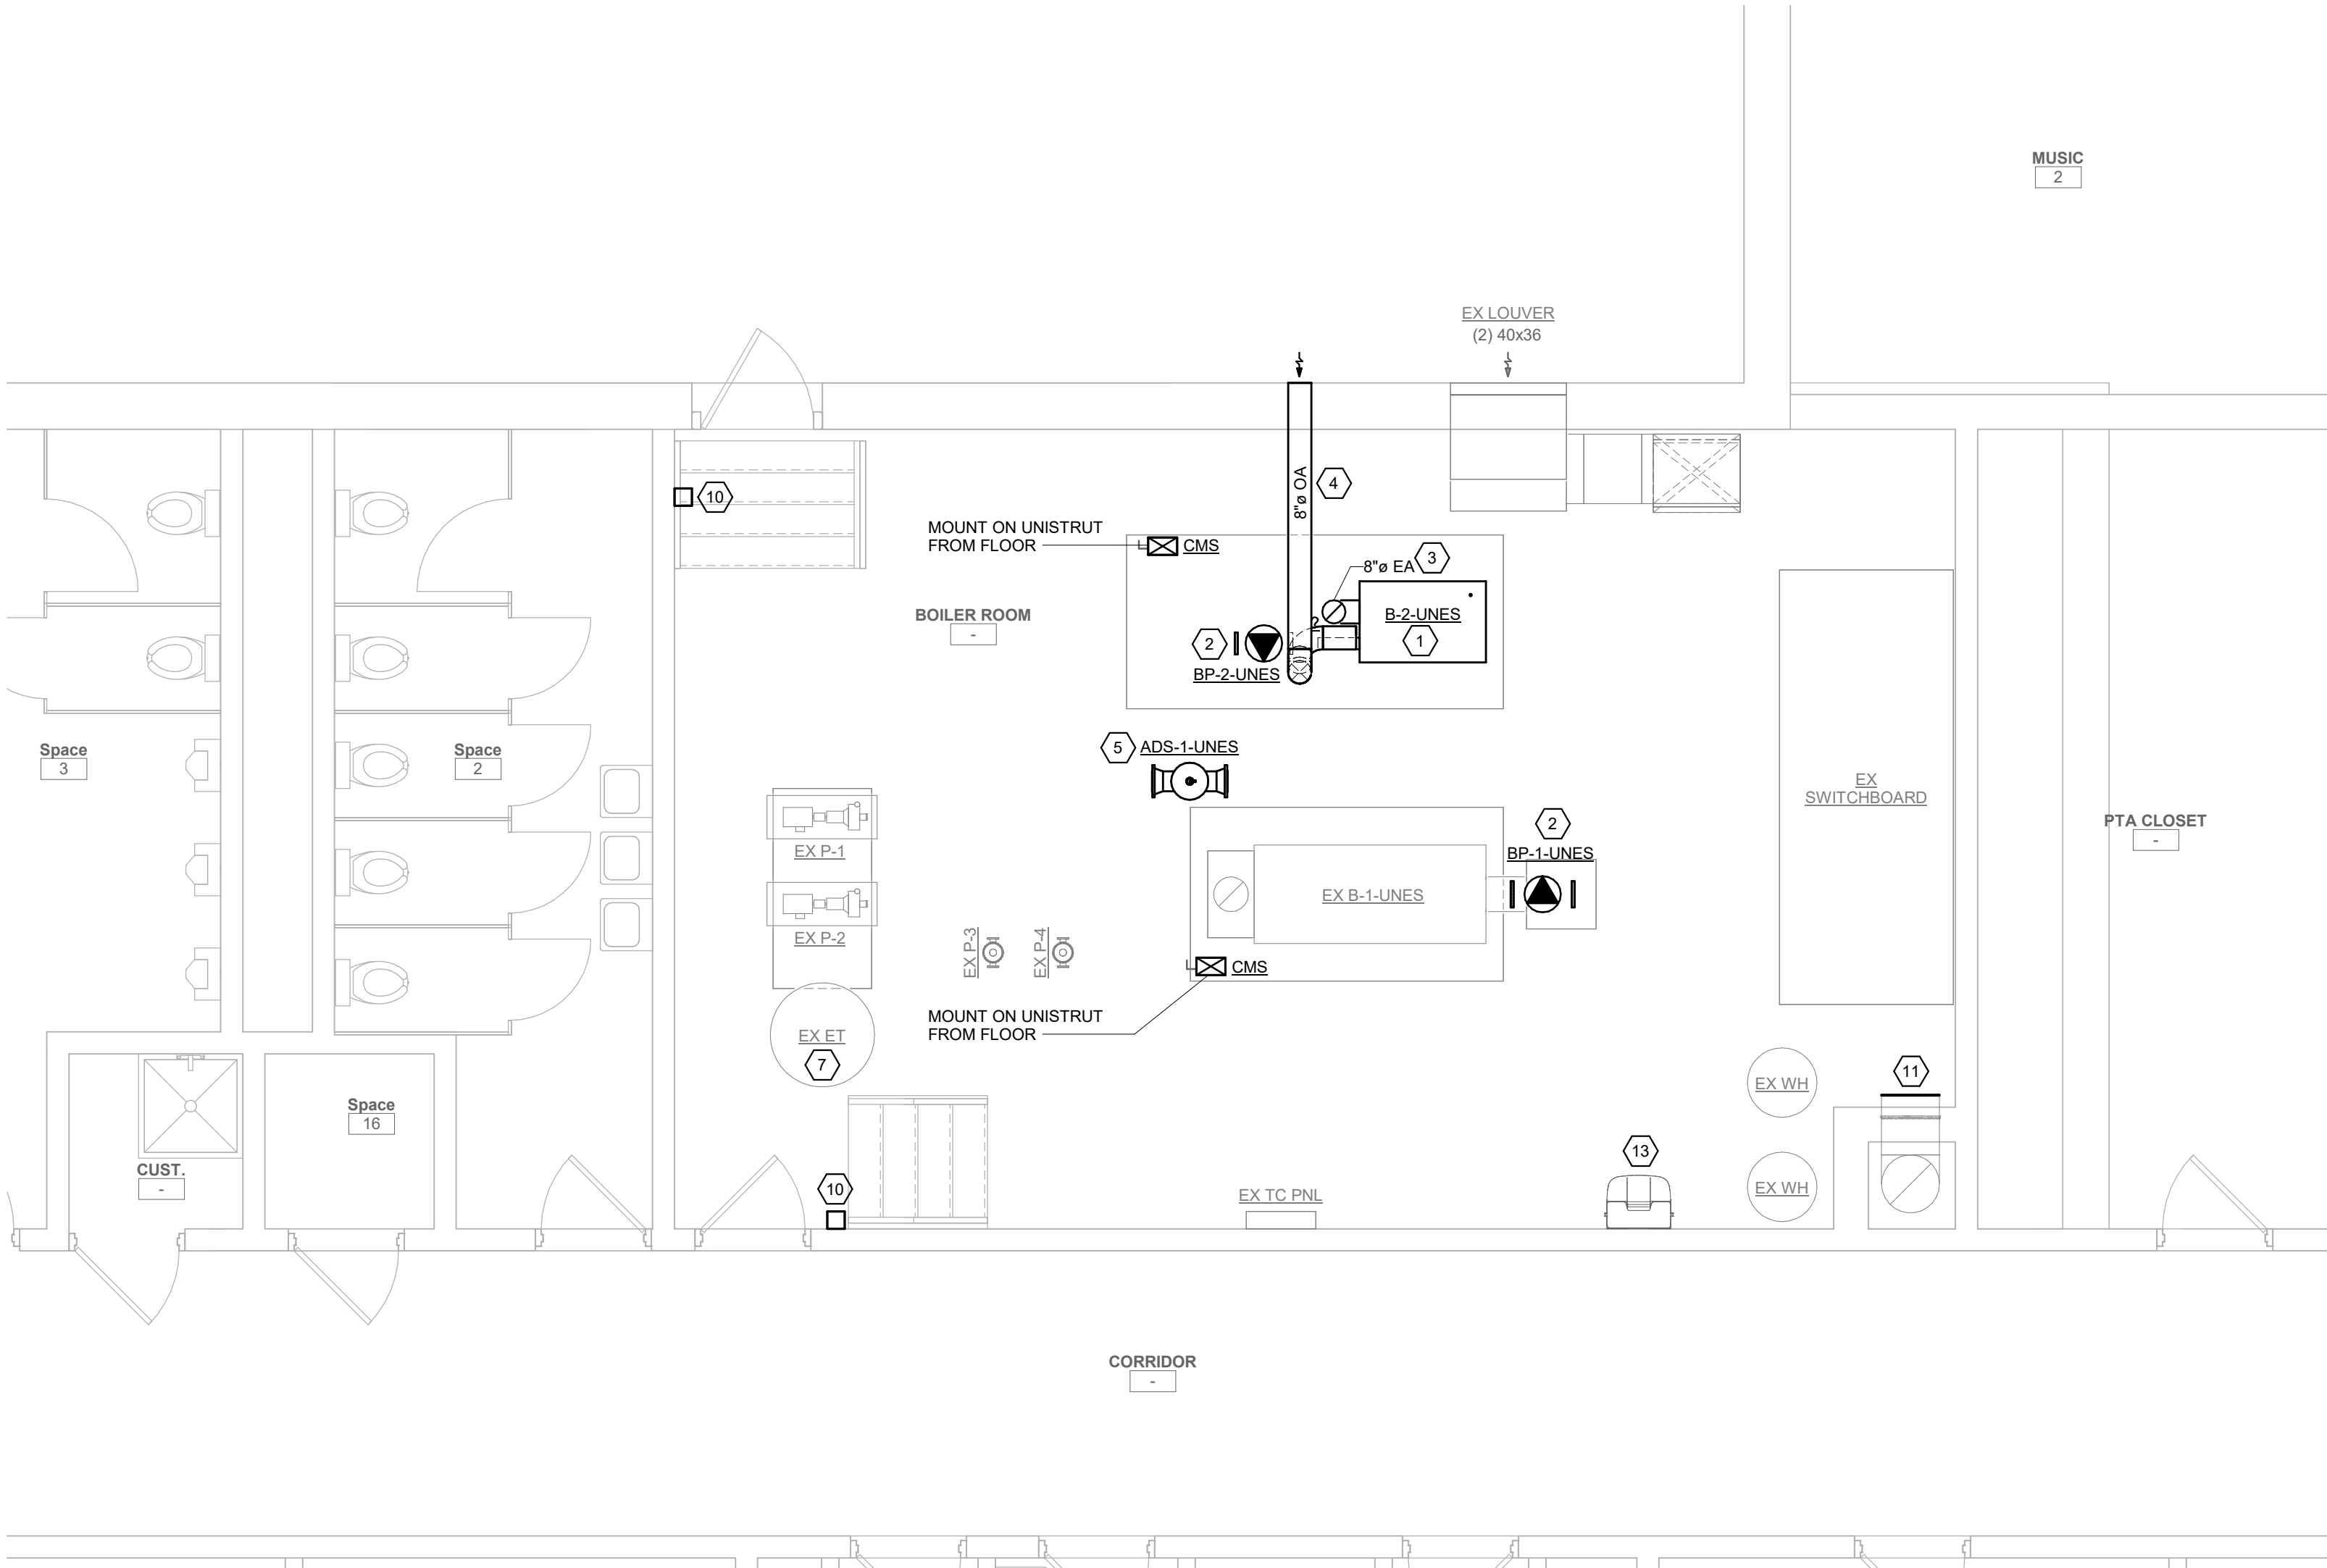 MUSIC
2
EX LOUVER
(2) 40x36
8"ø OA
4
10
MOUNT ON UNISTRUT
FROM FLOOR
CMS
8"ø EA
3
B-2-UNES
1
BOILER ROOM
-
2
BP-2-UNES
5
ADS-1-UNES
Space
3
Space
2
EX
SWITCHBOARD
PTA CLOSET
-
2
BP-1-UNES
EX P-1
EX B-1-UNES
EX P-2
EX P-3
EX P-4
CMS
MOUNT ON UNISTRUT
FROM FLOOR
EX ET
7
11
EX WH
Space
16
CUST.
-
13
10
EX TC PNL
EX WH
CORRIDOR
-